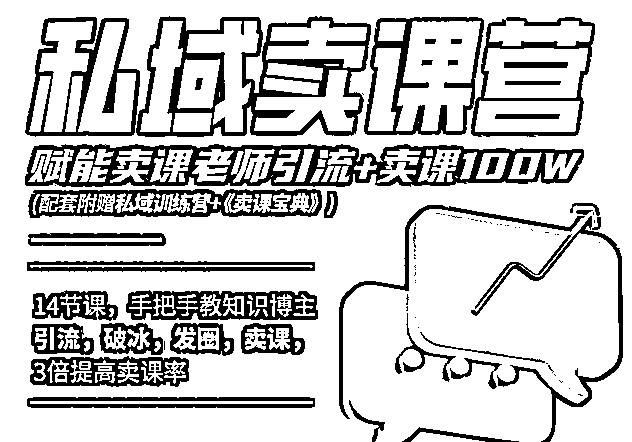 私域卖课营
赋能卖课老师引流+卖课100W
(配套附赠私域训练营+《卖课宝典》)
14节课，手把手教知识博主
引流，破冰，发圈，卖课，
3倍提高卖课率